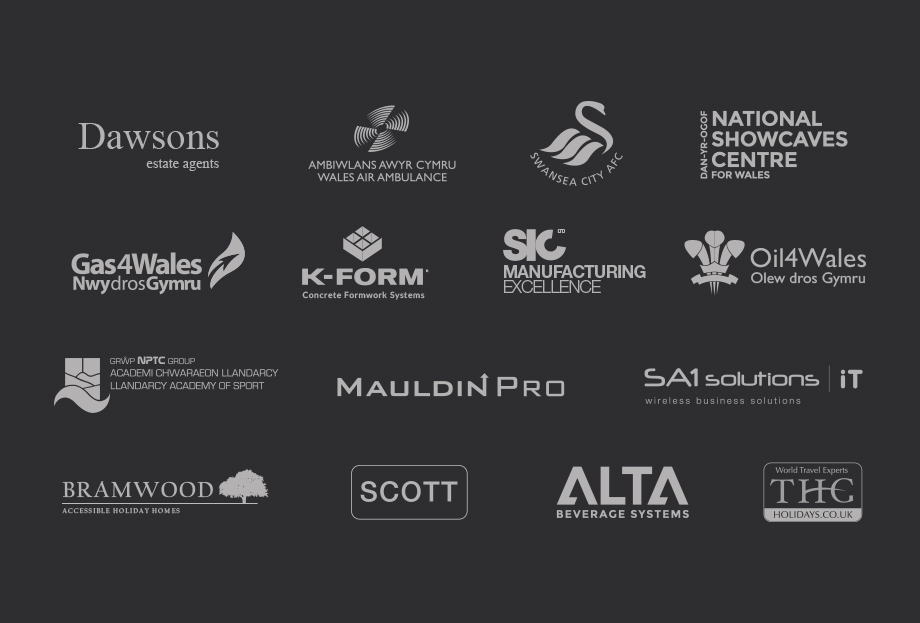 Dawsons
estate agents
AMBIWLANS AWYR CYMRU
WALES AIR AMBULANCE
SWANSEA CITY AFC
DAN-YR-OGOF
NATIONAL
SHOWCAVES
CENTRE
FOR WALES
Gas4Wales
NwydrosGymru
K-FORM
Concrete Formwork Systems
SIC LTD
MANUFACTURING
EXCELLENCE
Oil4Wales
Olew dros Gymru
GRŴP NPTC GROUP
ACADEMI CHWARAEON LLANDARCY
LLANDARCY ACADEMY OF SPORT
MAULDIN PRO
SA1 solutions iT
wireless business solutions
BRAMWOOD
ACCESSIBLE HOLIDAY HOMES
SCOTT
ALTA
BEVERAGE SYSTEMS
World Travel Experts
THG
HOLIDAYS.CO.UK